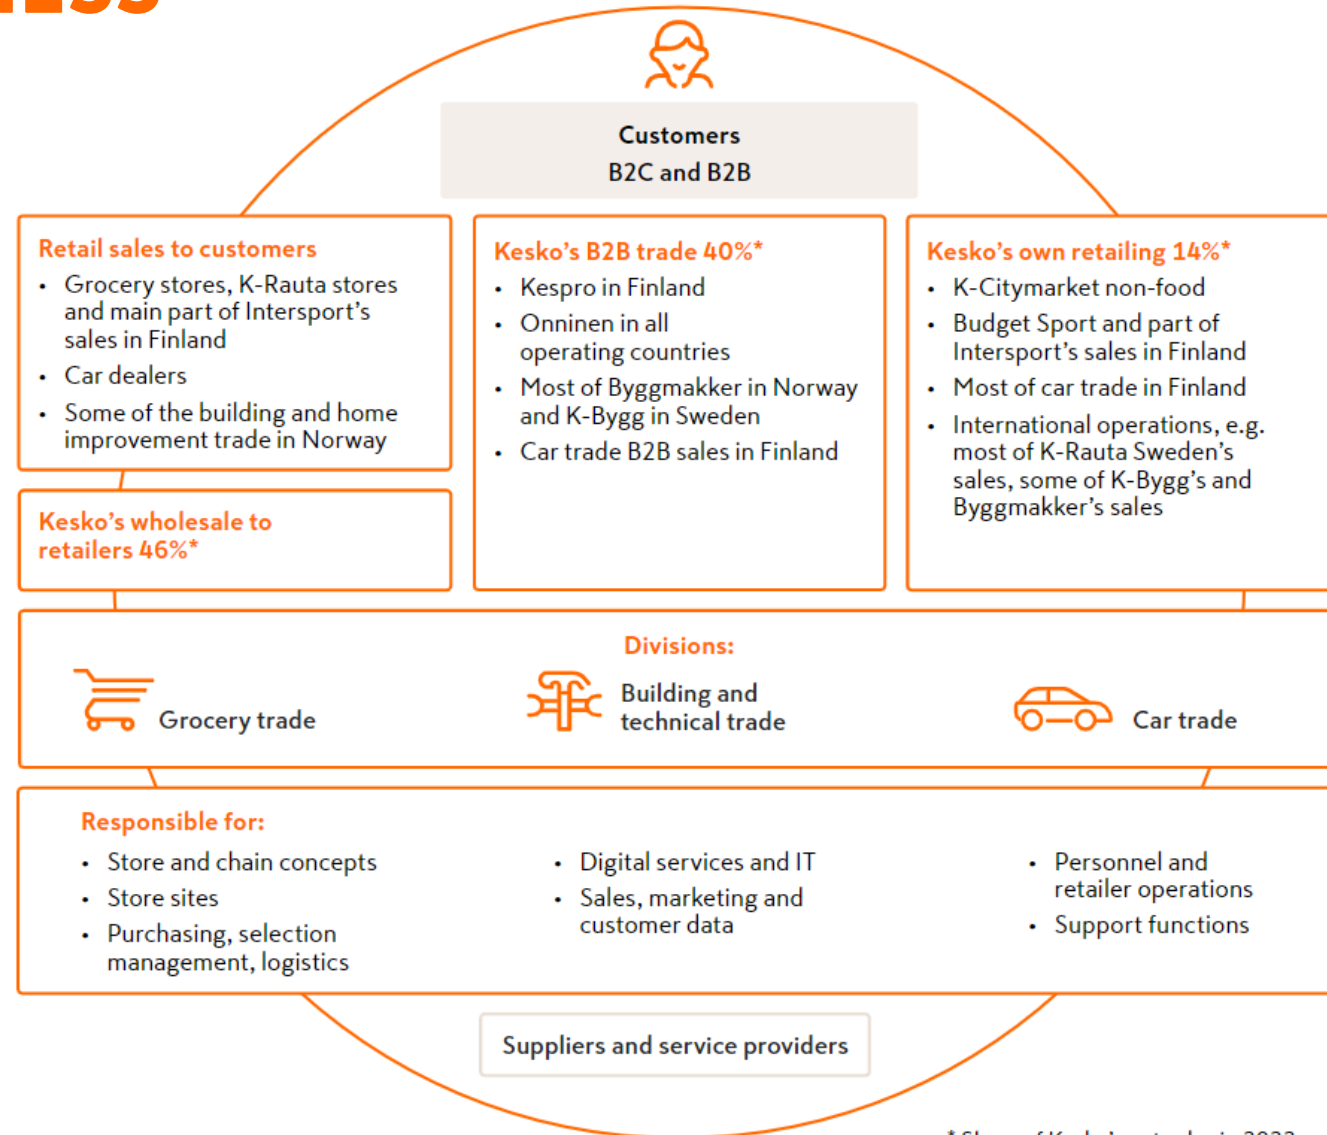 Customers
B2C and B2B
Retail sales to customers
• Grocery stores, K-Rauta stores
and main part of Intersport's
sales in Finland
• Car dealers
• Some of the building and home
improvement trade in Norway
Kesko's wholesale to
retailers 46%*
Kesko's B2B trade 40%*
• Kespro in Finland
• Onninen in all
operating countries
• Most of Byggmakker in Norway
and K-Bygg in Sweden
• Car trade B2B sales in Finland
Kesko's own retailing 14%*
• K-Citymarket non-food
• Budget Sport and part of
Intersport's sales in Finland
• Most of car trade in Finland
• International operations, e.g.
most of K-Rauta Sweden's
sales, some of K-Bygg's and
Byggmakker's sales
Divisions:
Grocery trade
Building and
technical trade
Car trade
Responsible for:
• Store and chain concepts
• Store sites
• Purchasing, selection
management, logistics
• Digital services and IT
• Sales, marketing and
customer data
• Personnel and
retailer operations
• Support functions
Suppliers and service providers